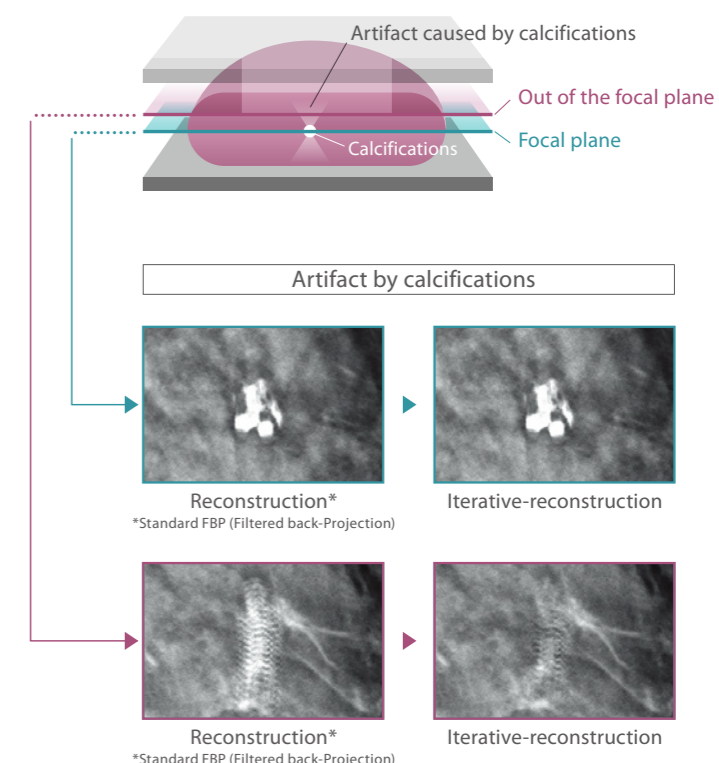 Artifact caused by calcifications
Out of the focal plane
Focal plane
Calcifications
Artifact by calcifications
Reconstruction*
*Standard FBP (Filtered back-Projection)
Iterative-reconstruction
Reconstruction*
*Standard FBP (Filtered back-Projection)
Iterative-reconstruction